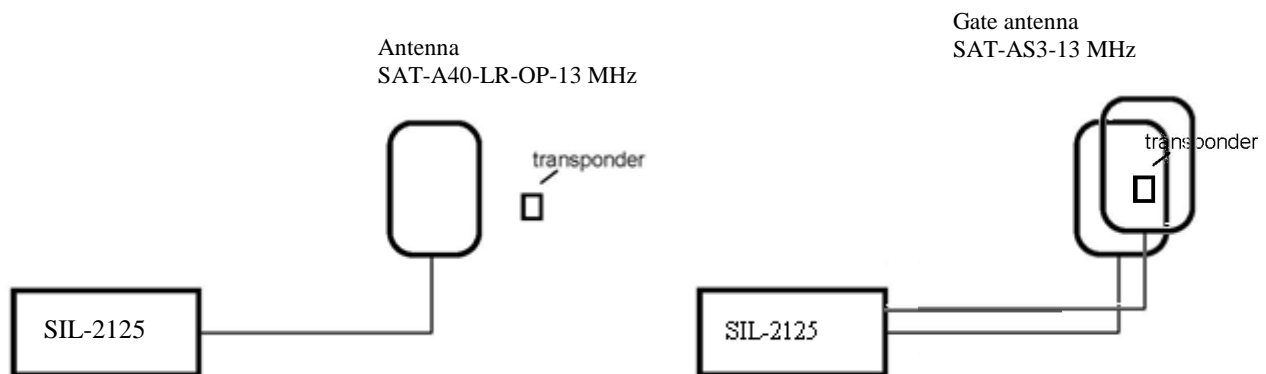 Antenna
SAT-A40-LR-OP-13 MHz
transponder
SIL-2125
Gate antenna
SAT-AS3-13 MHz
transponder
SIL-2125